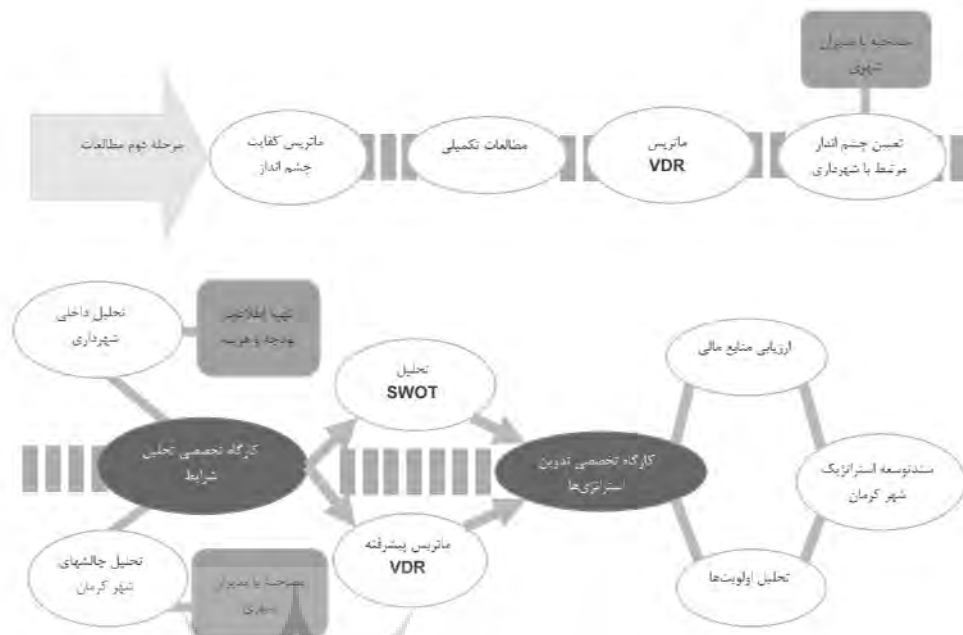 مصاحبه با مدیران
شهری
مرحله دوم مطالعات
ماتریس کفایت
چشم انداز
مطالعات تکمیلی
ماتریس
VDR
تعیین چشم انداز
مرتبط با شهرداری
تحلیل داخلی
شهرداری
تهیه اطلاعات
بودجه و هزینه
تحلیل
SWOT
ارزیابی منابع مالی
کارگاه تخصصی تحلیل
شرایط
کارگاه تخصصی تدوین
استراتژی‌ها
سندتوسعه استراتژیک
شهر کرمان
ماتریس پیشرفته
VDR
تحلیل چالشهای
شهر کرمان
مصاحبه با مدیران
شهری
تحلیل اولویت‌ها